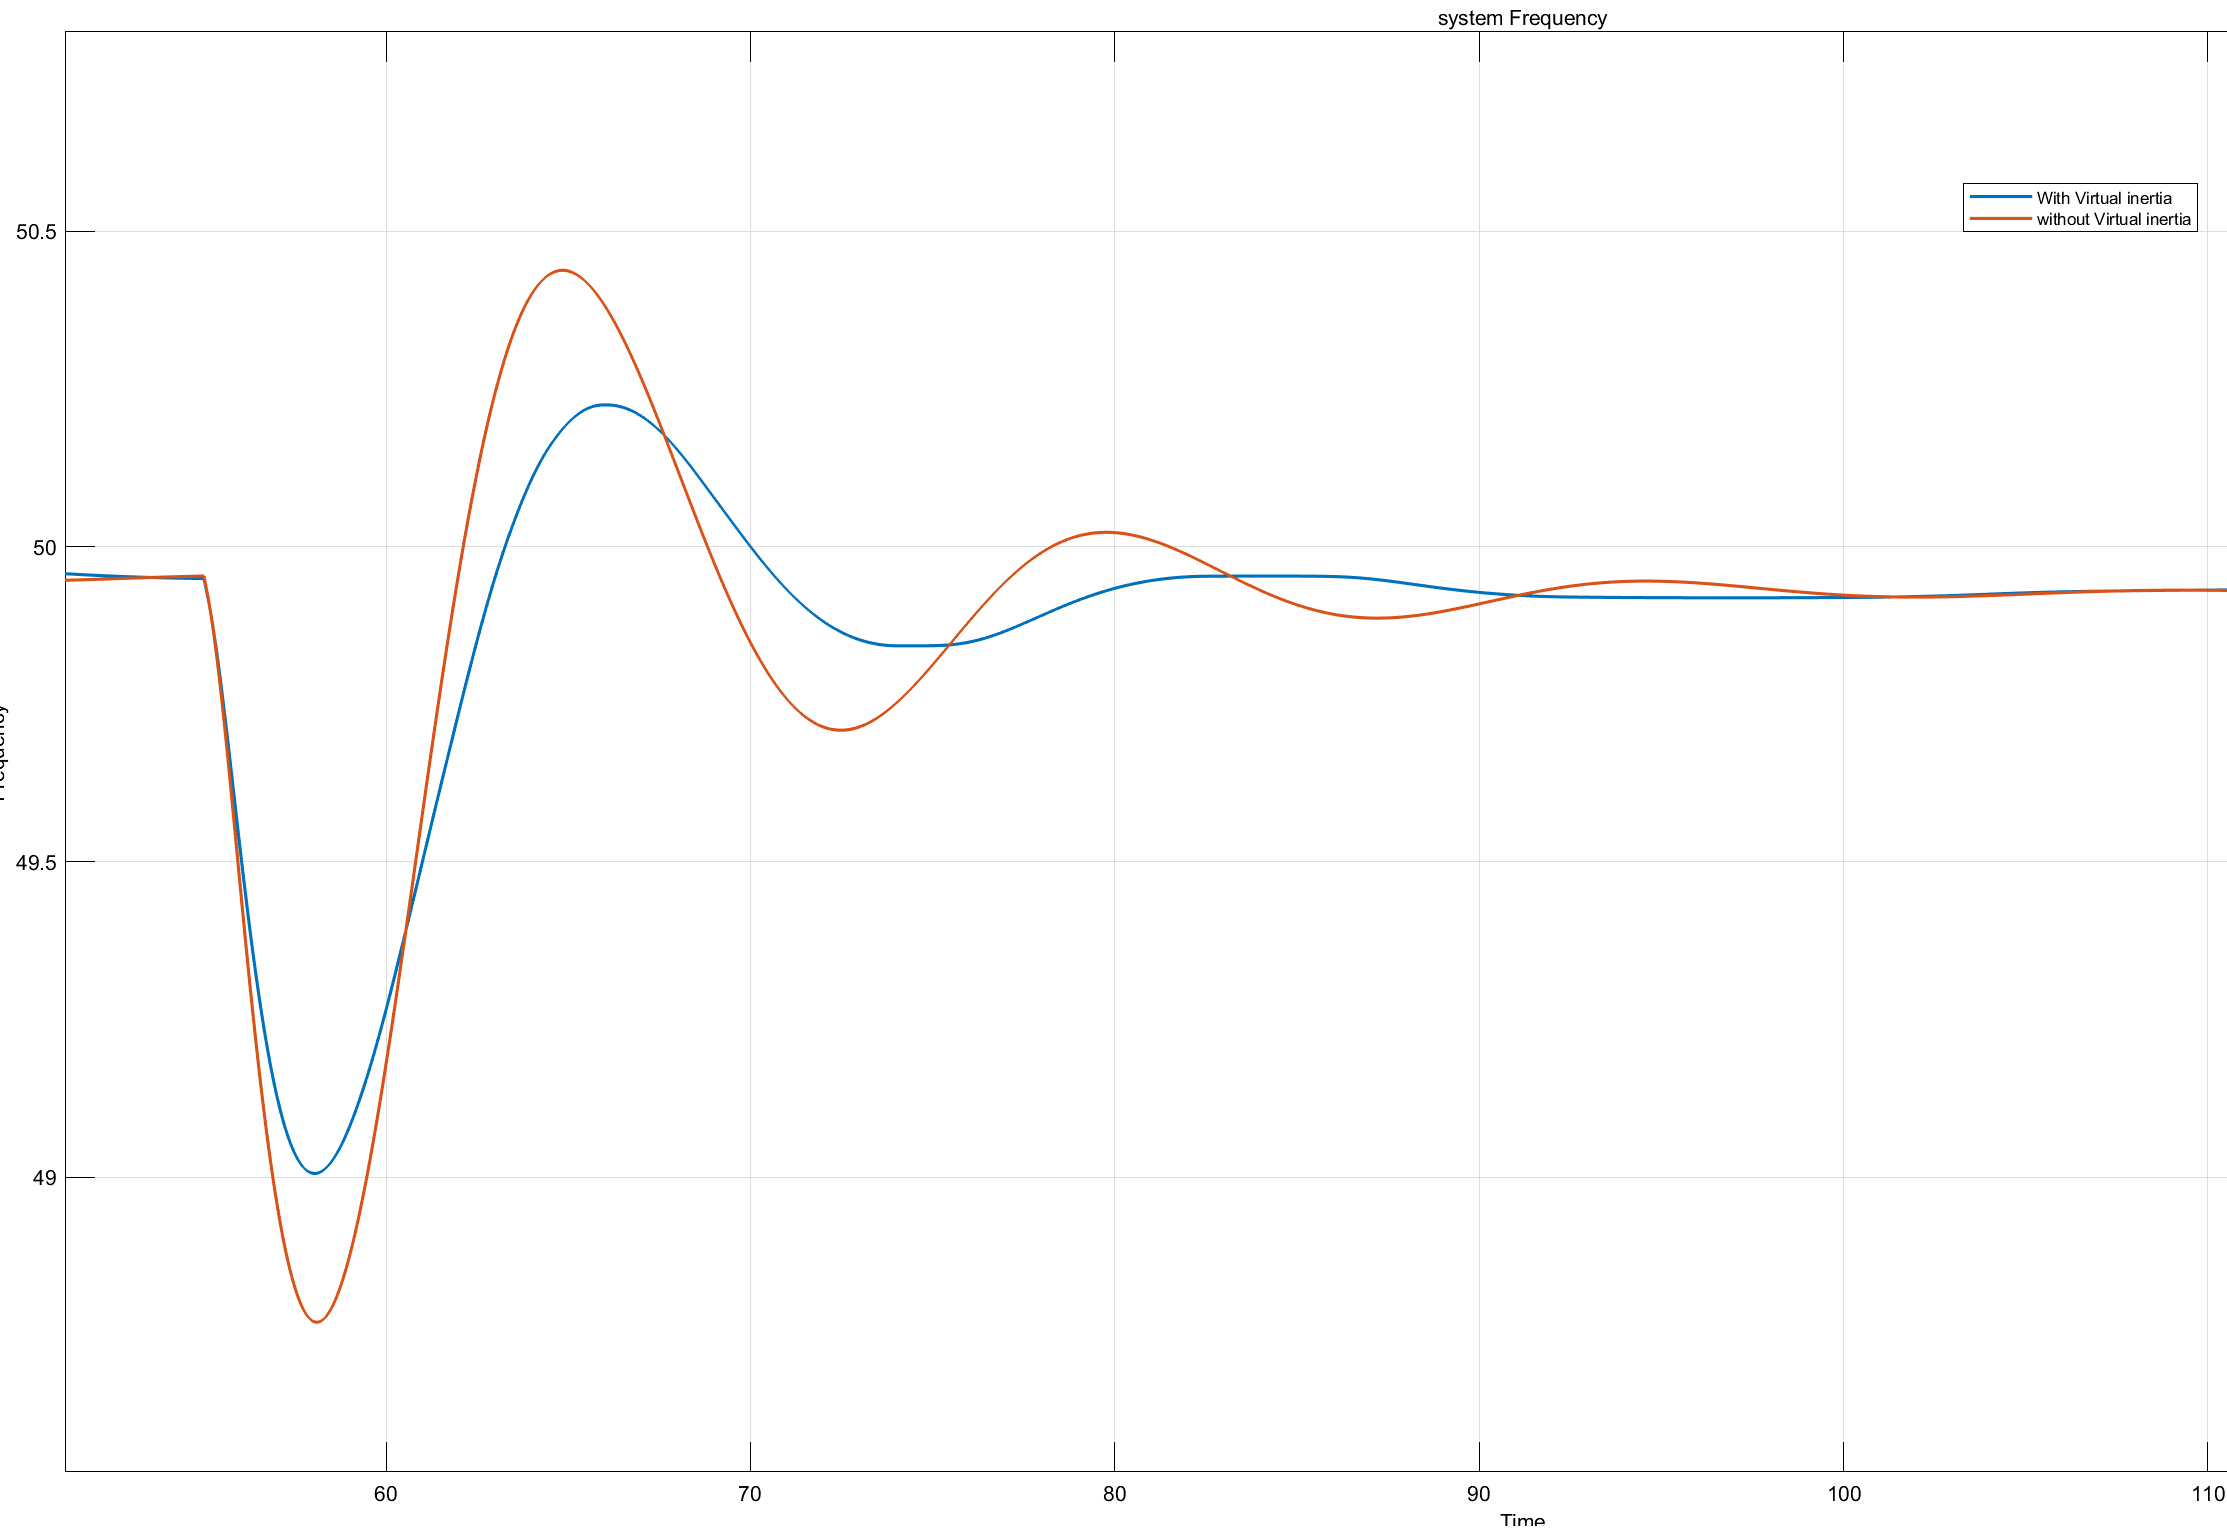 system Frequency
With Virtual inertia
without Virtual inertia
50.5
50
49.5
49
Frequency
60
70
80
90
100
110
Time